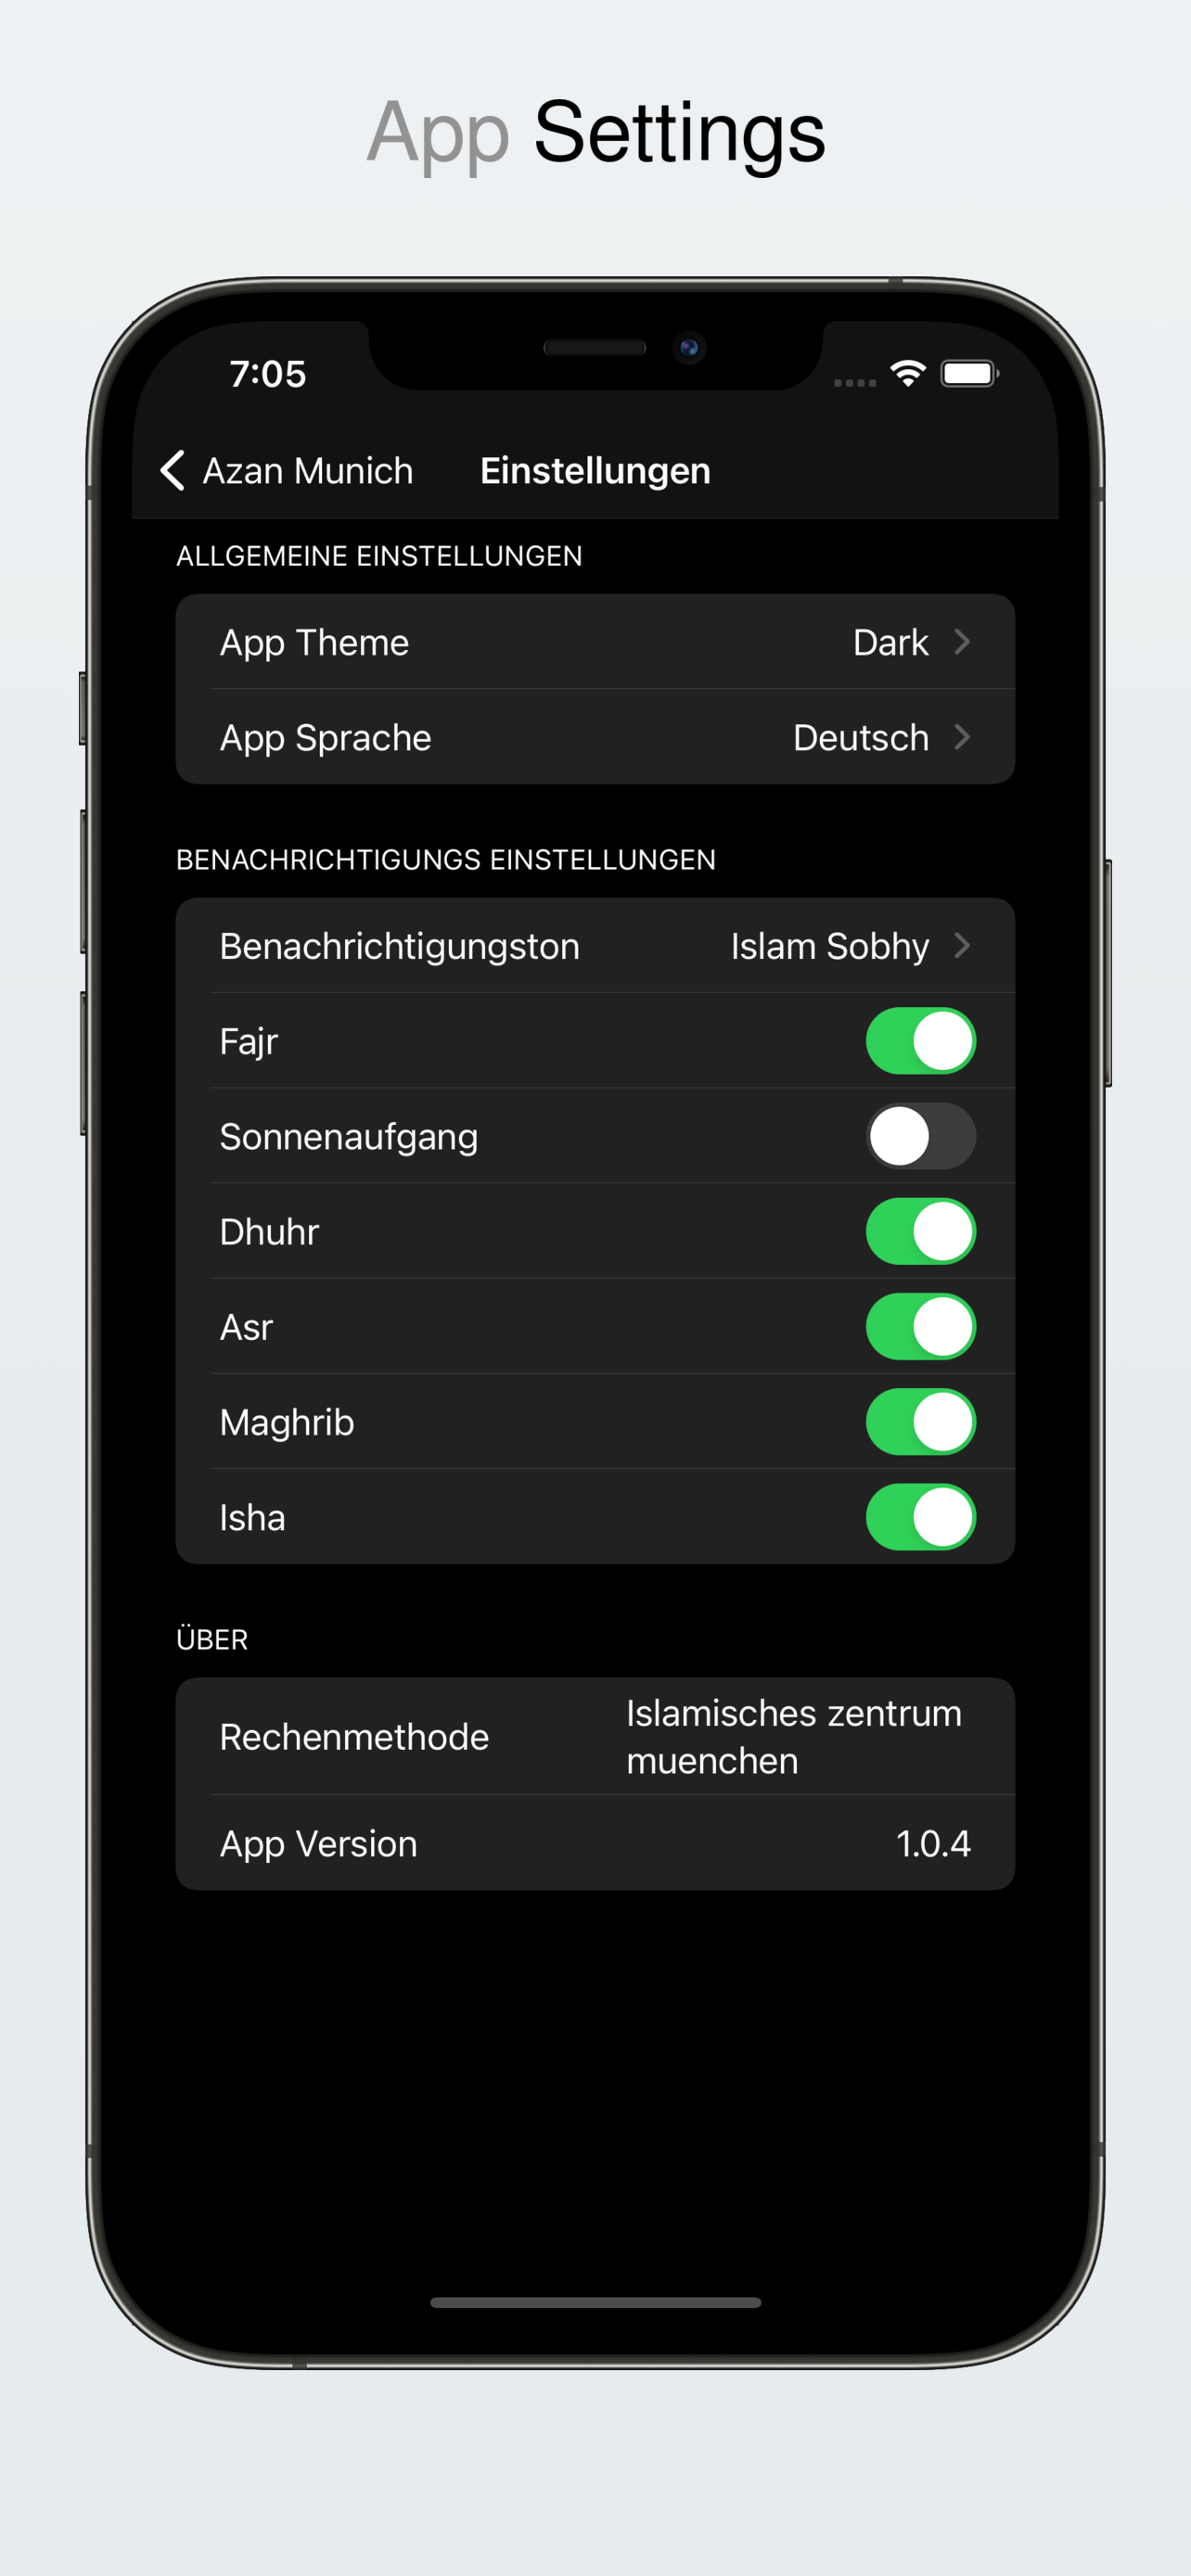 App Settings
7:05
Azan Munich Einstellungen
ALLGEMEINE EINSTELLUNGEN
App Theme Dark
App Sprache Deutsch
BENACHRICHTIGUNGS EINSTELLUNGEN
Benachrichtigungston Islam Sobhy
Fajr
Sonnenaufgang
Dhuhr
Asr
Maghrib
Isha
ÜBER
Rechenmethode Islamisches zentrum
muenchen
App Version 1.0.4